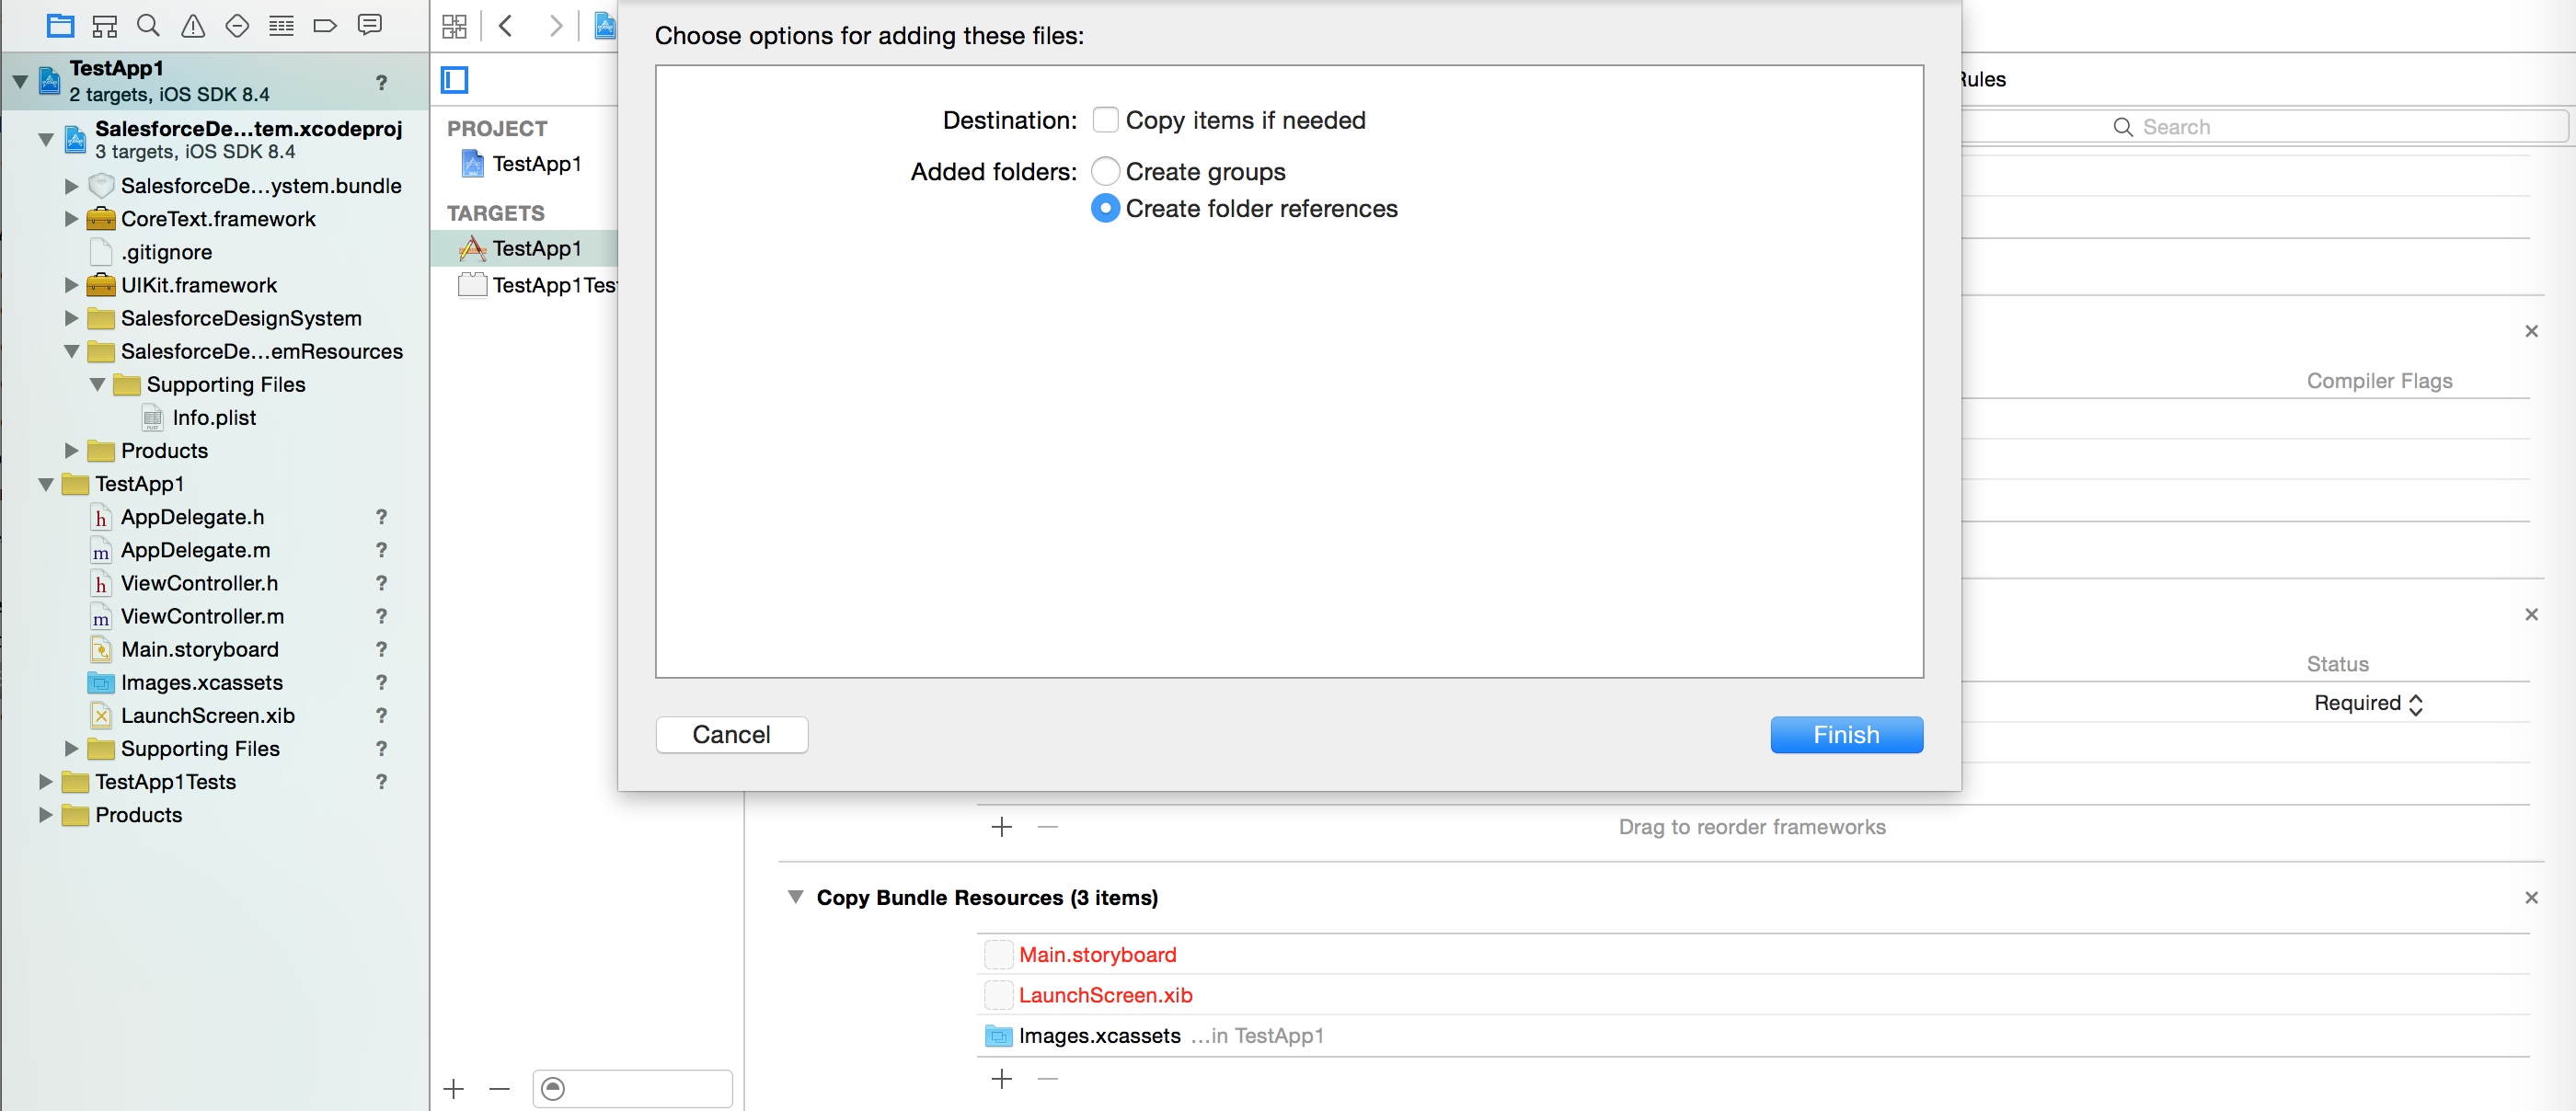 TestApp1
2 targets, iOS SDK 8.4
?
SalesforceDe...tem.xcodeproj
3 targets, iOS SDK 8.4
SalesforceDe...ystem.bundle
CoreText.framework
.gitignore
UIKit.framework
SalesforceDesignSystem
SalesforceDe...emResources
Supporting Files
Info.plist
Products
TestApp1
h AppDelegate.h ?
m AppDelegate.m ?
h ViewController.h ?
m ViewController.m ?
Main.storyboard ?
Images.xcassets ?
LaunchScreen.xib ?
Supporting Files ?
TestApp1Tests ?
Products
PROJECT
TestApp1
TARGETS
TestApp1
TestApp1Tes
Choose options for adding these files:
Destination: Copy items if needed
Added folders: Create groups
Create folder references
Cancel
Finish
Rules
Search
Compiler Flags
Status
Required
Drag to reorder frameworks
Copy Bundle Resources (3 items)
Main.storyboard
LaunchScreen.xib
Images.xcassets ...in TestApp1